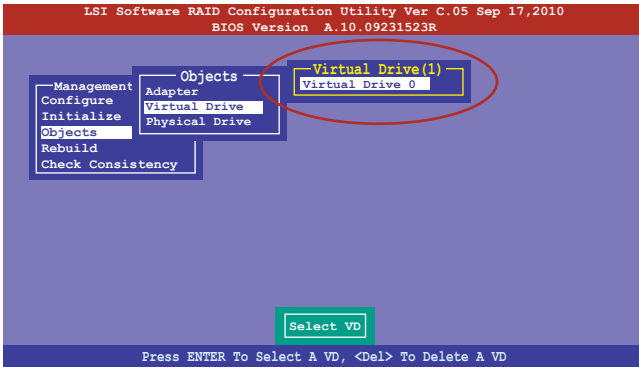 LSI Software RAID Configuration Utility Ver C.05 Sep 17,2010
BIOS Version A.10.09231523R
Management
Configure
Initialize
Objects
Rebuild
Check Consistency
Objects
Adapter
Virtual Drive
Physical Drive
Virtual Drive(1)
Virtual Drive 0
Select VD
Press ENTER To Select A VD, <Del> To Delete A VD